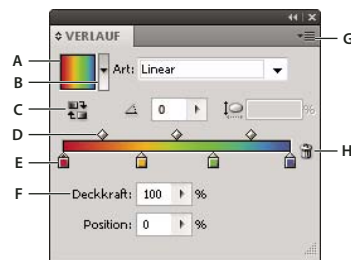 VERLAUF
G
A
Art: Linear
B
C
0
%
D
E
H
F
Deckkraft: 100 %
Position: 0 %